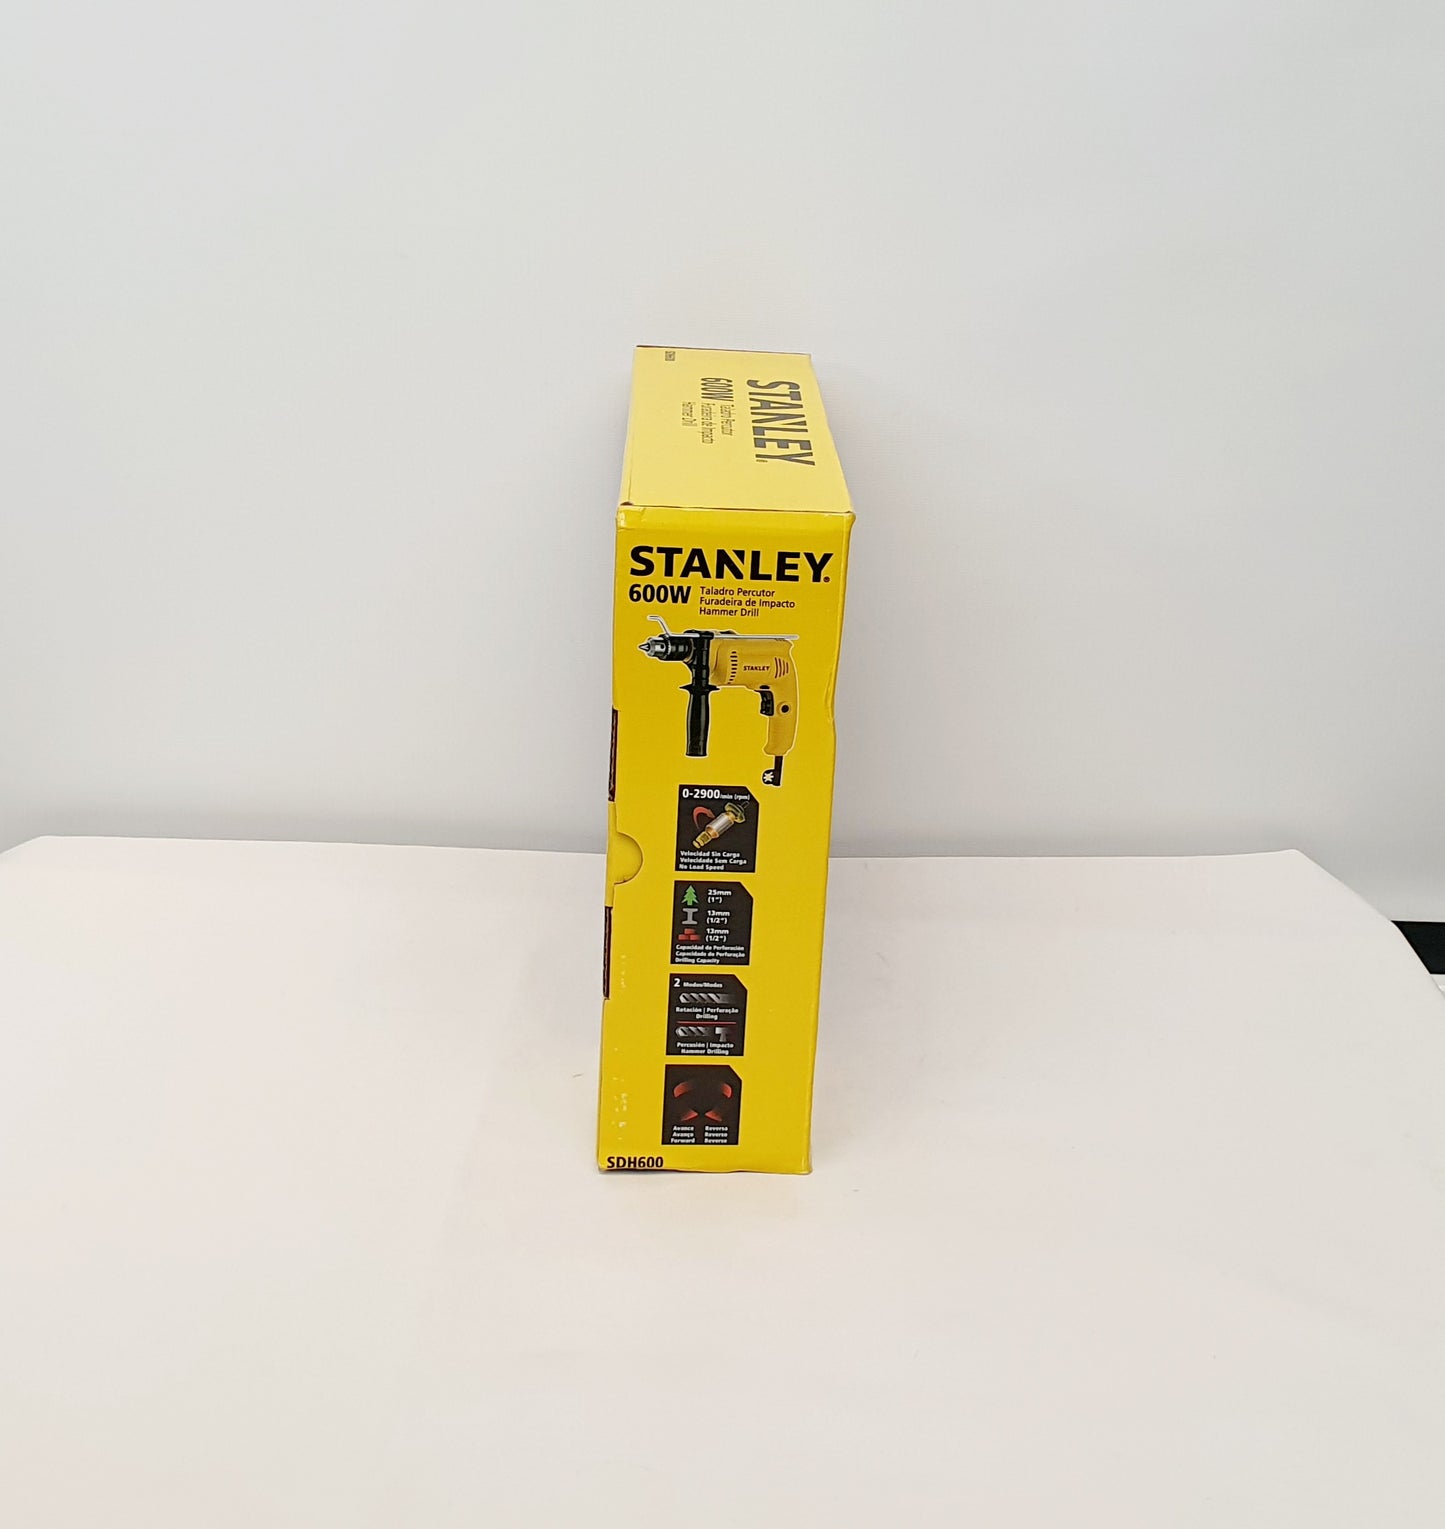 SDH600
STANLEY
600W Taladro Percutor
Furadeira de Impacto
Hammer Drill
STANLEY®
600W Taladro Percutor
Furadeira de Impacto
Hammer Drill
STANLEY
0-2900/min (rpm)
Velocidad Sin Carga
Velocidade Sem Carga
No Load Speed
25mm
(1")
13mm
(1/2")
13mm
(1/2")
Capacidad de Perforación
Capacidade de Perfuração
Drilling Capacity
2 Modos/Modes
Rotación | Perfuração
Drilling
Percusión | Impacto
Hammer Drilling
Avance Reversa
Avanço Reverso
Forward Reverse
SDH600